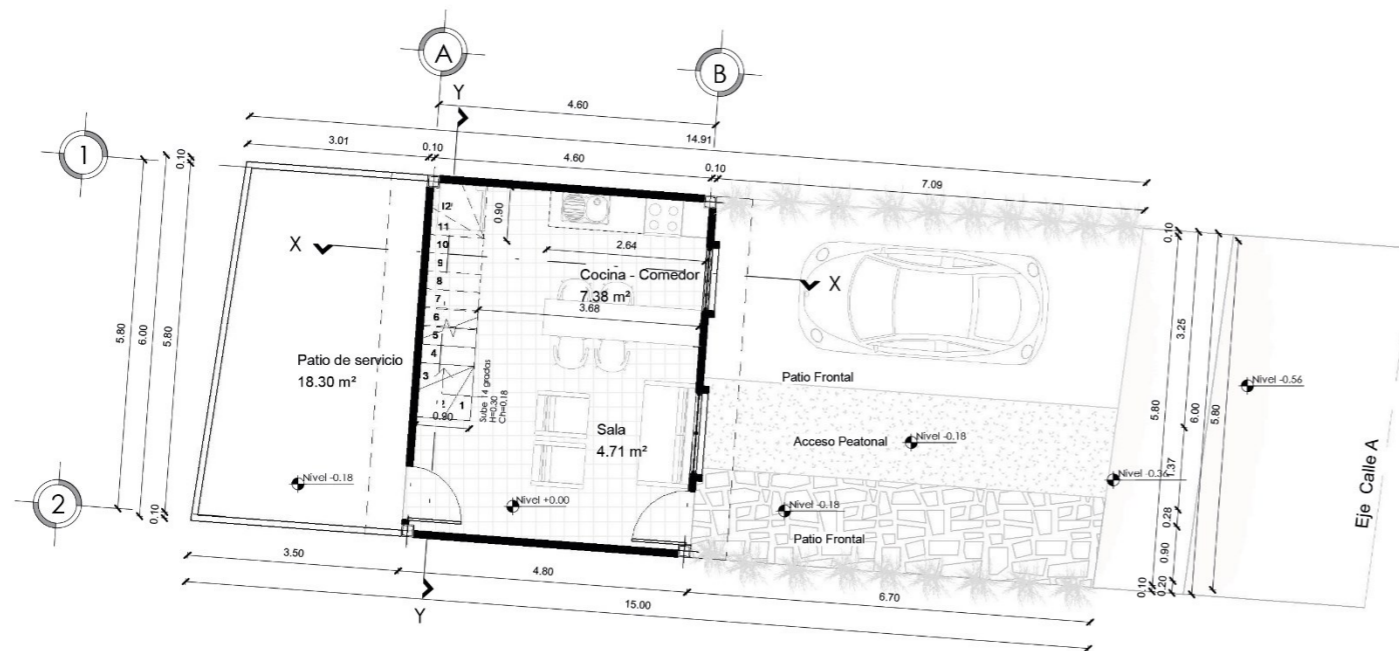 A
B
Y
4.60
14.91
1
3.01
0.10
4.60
0.10
7.09
0.10
12
11
10
9
8
7
6
5
4
3
1
0.90
X
2.64
Cocina - Comedor
7.38 m²
3.68
X
5.80
6.00
5.80
Patio de servicio
18.30 m²
Sube 14 gradas
H=0.30
CH=0.18
0.90
Sala
4.71 m²
Patio Frontal
Acceso Peatonal
Nivel -0.18
Nivel -0.18
Patio Frontal
Nivel +0.00
Nivel -0.18
2
0.10
0.10
3.25
5.80
6.00
5.80
Nivel -0.56
Nivel -0.36
1.37
0.28
0.90
0.20
0.10
Eje Calle A
3.50
4.80
6.70
15.00
Y